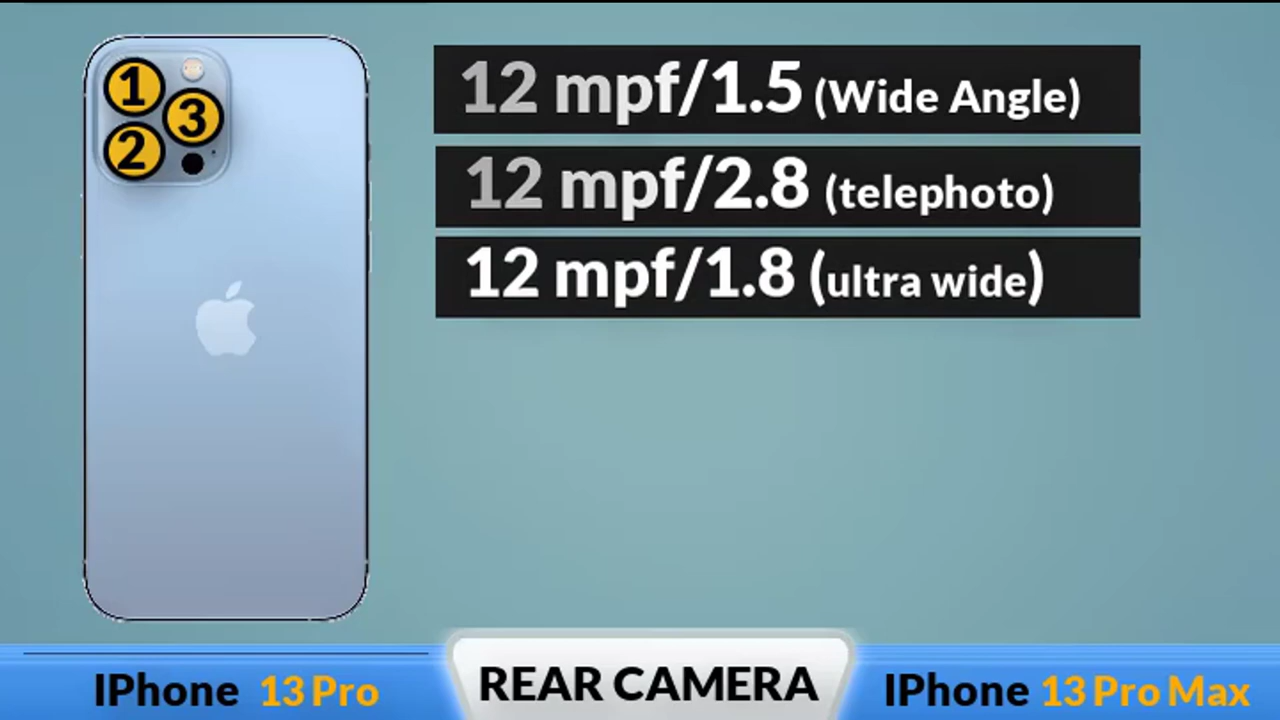 1
3
2
12 mpf/1.5 (Wide Angle)
12 mpf/2.8 (telephoto)
12 mpf/1.8 (ultra wide)
IPhone 13 Pro
REAR CAMERA
IPhone 13 Pro Max